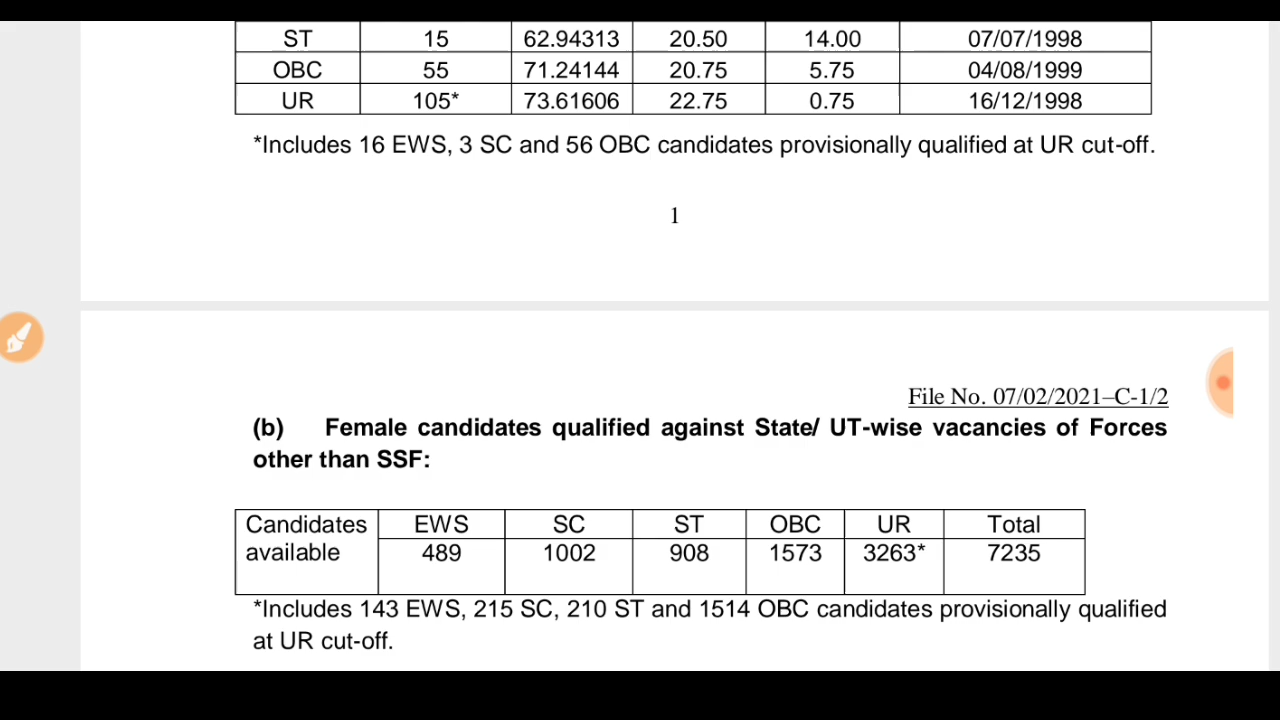 ST 15 62.94313 20.50 14.00 07/07/1998
OBC 55 71.24144 20.75 5.75 04/08/1999
UR 105* 73.61606 22.75 0.75 16/12/1998
*Includes 16 EWS, 3 SC and 56 OBC candidates provisionally qualified at UR cut-off.
1
File No. 07/02/2021–C-1/2
(b) Female candidates qualified against State/ UT-wise vacancies of Forces
other than SSF:
Candidates EWS SC ST OBC UR Total
available 489 1002 908 1573 3263* 7235
*Includes 143 EWS, 215 SC, 210 ST and 1514 OBC candidates provisionally qualified
at UR cut-off.